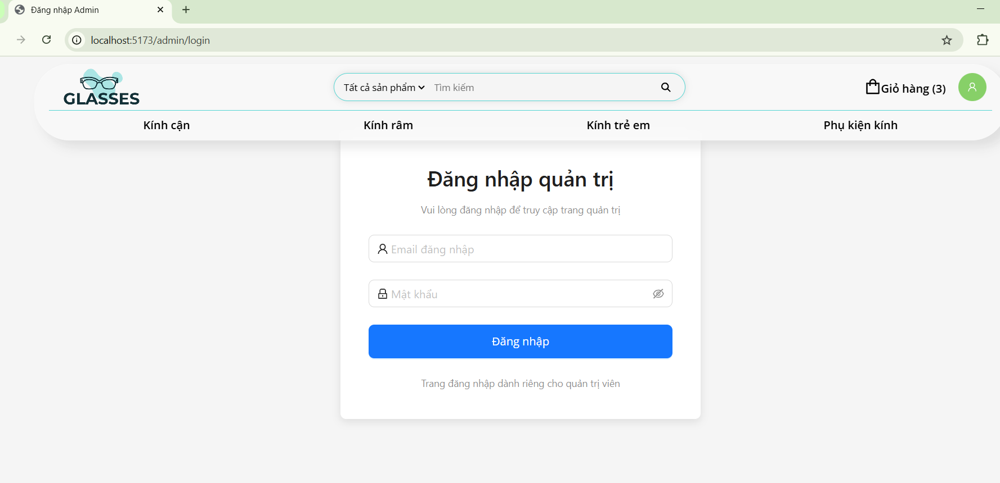 Đăng nhập Admin
localhost:5173/admin/login
GLASSES
Tất cả sản phẩm
Tìm kiếm
Giỏ hàng (3)
Kính cận
Kính râm
Kính trẻ em
Phụ kiện kính
Đăng nhập quản trị
Vui lòng đăng nhập để truy cập trang quản trị
Email đăng nhập
Mật khẩu
Đăng nhập
Trang đăng nhập dành riêng cho quản trị viên